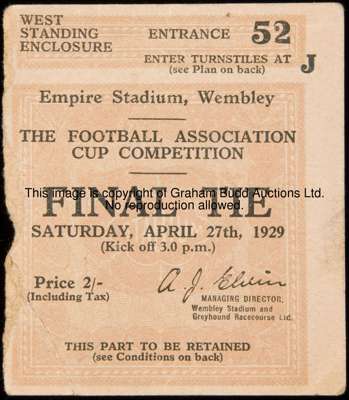 WEST
STANDING
ENCLOSURE
ENTRANCE 52
ENTER TURNSTILES AT J
(see Plan on back)
Empire Stadium, Wembley
THE FOOTBALL ASSOCIATION
CUP COMPETITION
This image is copyright of Graham Budd Auctions Ltd.
No reproduction allowed.
FINAL TIE
SATURDAY, APRIL 27th, 1929
(Kick off 3.0 p.m.)
Price 2/-
(Including Tax)
A. J. Elvin
MANAGING DIRECTOR,
Wembley Stadium and
Greyhound Racecourse Ltd.
THIS PART TO BE RETAINED
(see Conditions on back)